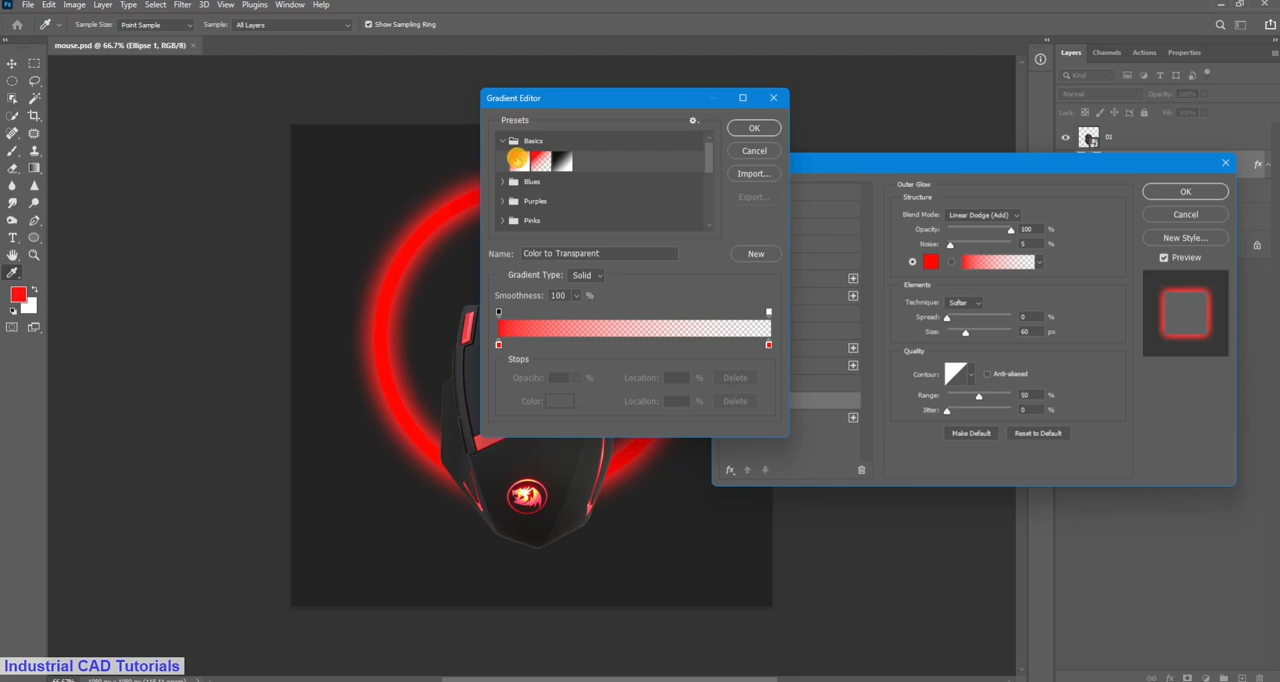 File Edit Image Layer Type Select Filter 3D View Plugins Window Help
Sample Size: Point Sample Sample: All Layers Show Sampling Ring
mouse.psd @ 66.7% (Ellipse 1, RGB/8) ×
Gradient Editor
Presets
Basics
Blues
Purples
Pinks
OK
Cancel
Import...
Export...
Name: Color to Transparent
New
Gradient Type: Solid
Smoothness: 100 %
Stops
Opacity: % Location: % Delete
Color: Location: % Delete
Outer Glow
Structure
Blend Mode: Linear Dodge (Add)
Opacity: 100 %
Noise: 5 %
Elements
Technique: Softer
Spread: 0 %
Size: 60 px
Quality
Contour: Anti-aliased
Range: 50 %
Jitter: 0 %
Make Default Reset to Default
OK
Cancel
New Style...
Preview
fx
Layers Channels Actions Properties
Kind
Normal Opacity: 100%
Lock: Fill: 100%
01
fx
Industrial CAD Tutorials